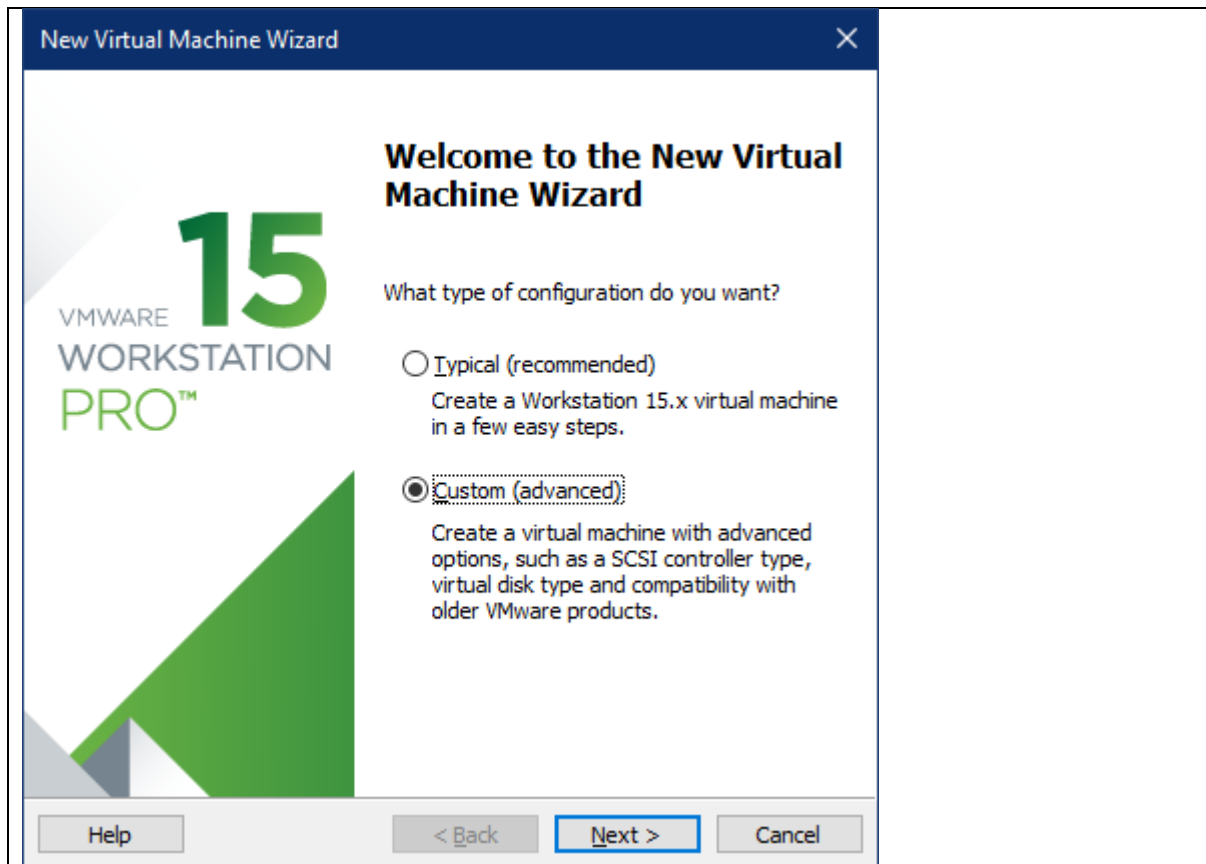 New Virtual Machine Wizard
Welcome to the New Virtual
Machine Wizard
15
VMWARE
WORKSTATION
PRO™
What type of configuration do you want?
Typical (recommended)
Create a Workstation 15.x virtual machine
in a few easy steps.
Custom (advanced)
Create a virtual machine with advanced
options, such as a SCSI controller type,
virtual disk type and compatibility with
older VMware products.
Help
< Back
Next >
Cancel